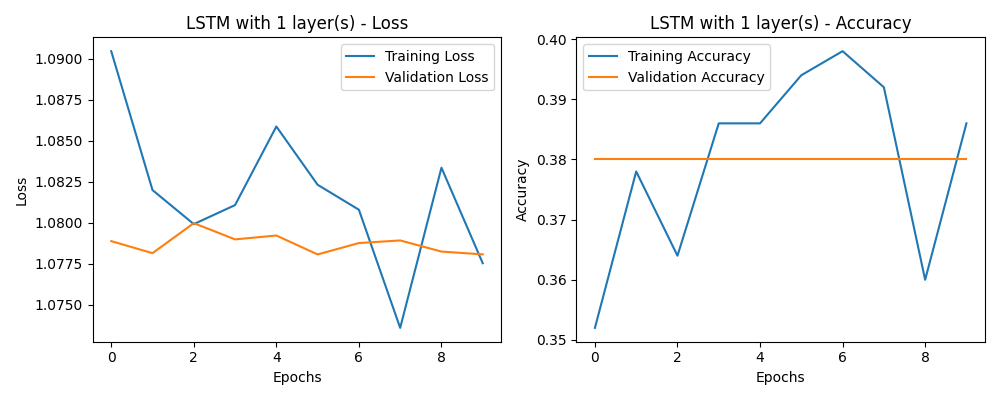 LSTM with 1 layer(s) - Loss
1.0900
1.0875
1.0850
1.0825
1.0800
1.0775
1.0750
Loss
0 2 4 6 8
Epochs
Training Loss
Validation Loss
LSTM with 1 layer(s) - Accuracy
0.40
0.39
0.38
0.37
0.36
0.35
Accuracy
0 2 4 6 8
Epochs
Training Accuracy
Validation Accuracy